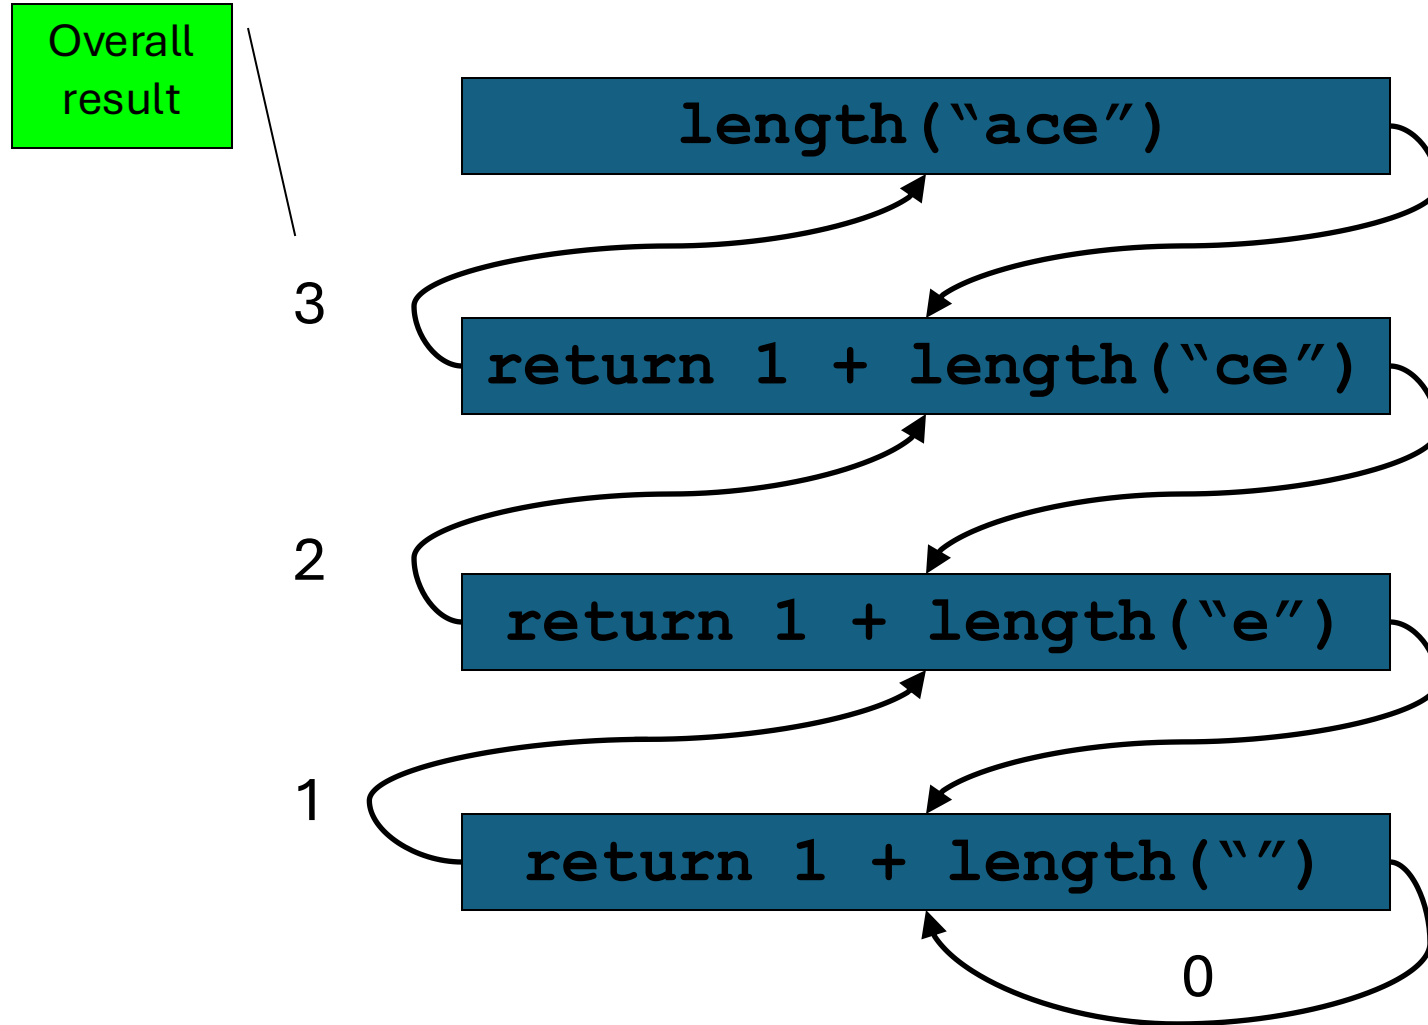 Overall
result
length(“ace”)
3
return 1 + length(“ce”)
2
return 1 + length(“e”)
1
return 1 + length(“”)
0